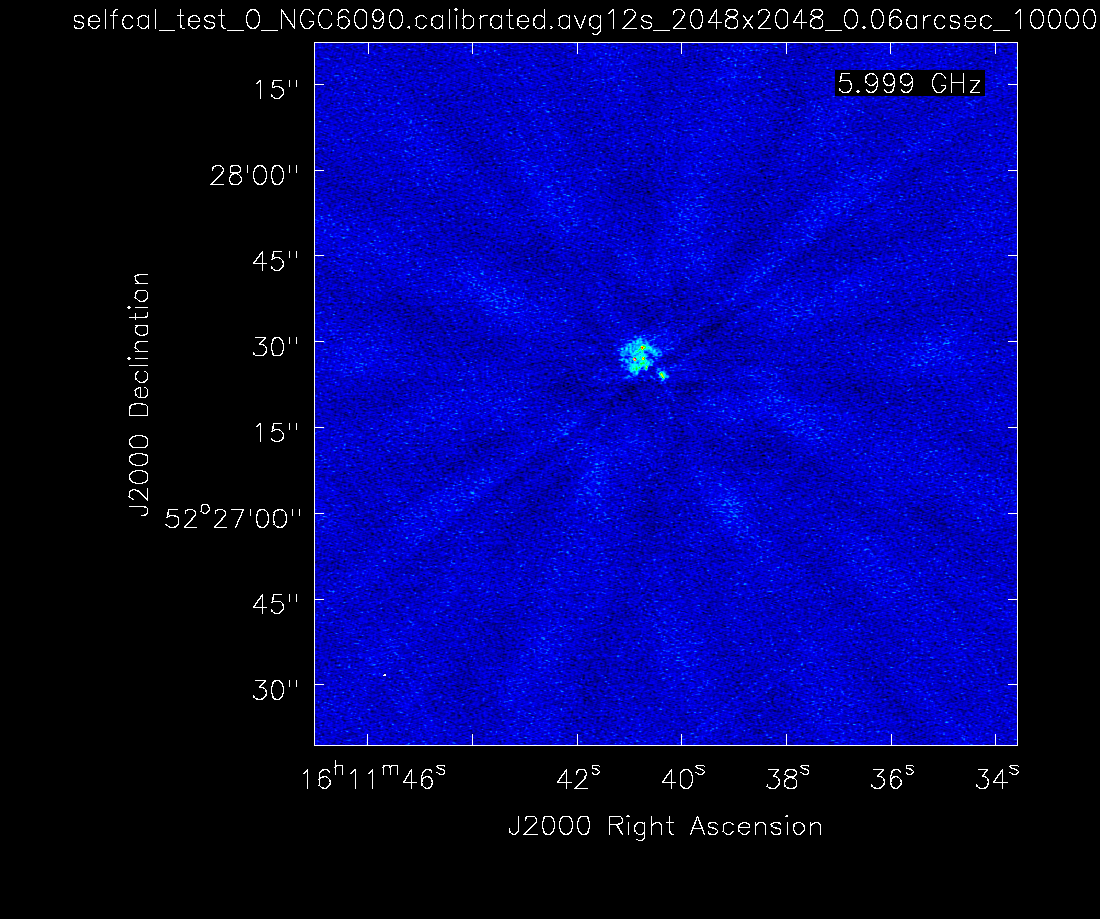 selfcal_test_0_NGC6090.calibrated.avg12s_2048x2048_0.06arcsec_10000
5.999 GHz
15"
28'00"
45"
30"
15"
52°27'00"
45"
30"
J2000 Declination
16ʰ11ᵐ46ˢ 42ˢ 40ˢ 38ˢ 36ˢ 34ˢ
J2000 Right Ascension